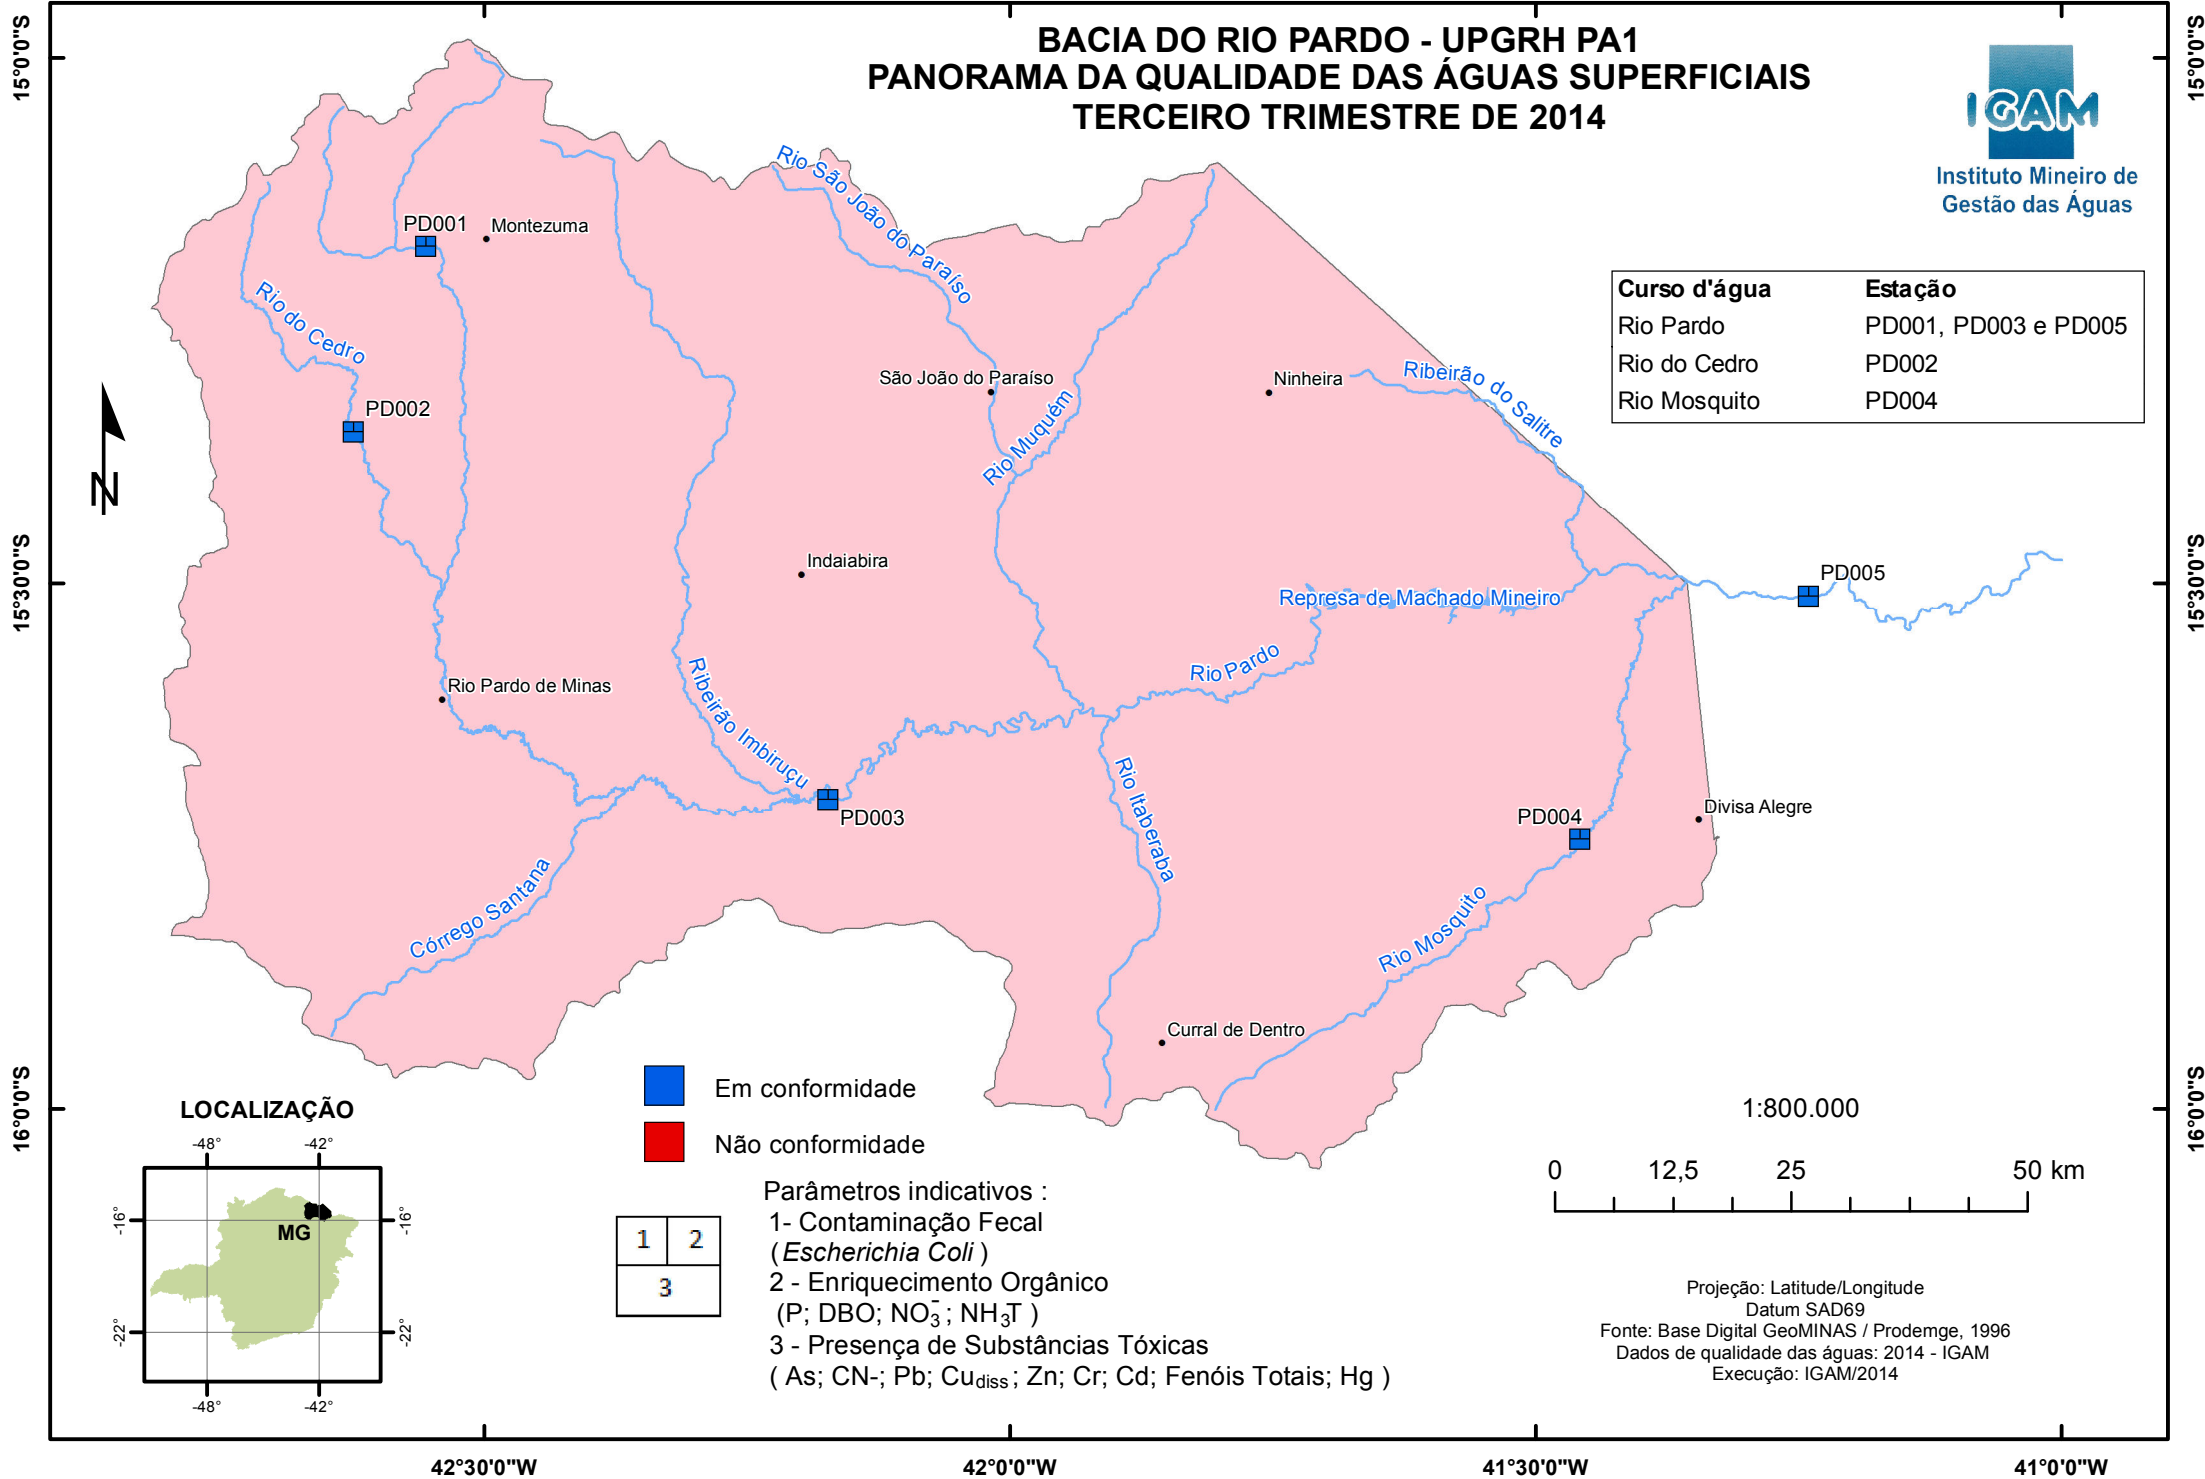 BACIA DO RIO PARDO - UPGRH PA1
PANORAMA DA QUALIDADE DAS ÁGUAS SUPERFICIAIS
TERCEIRO TRIMESTRE DE 2014
IGAM
Instituto Mineiro de
Gestão das Águas
Curso d'água Estação
Rio Pardo PD001, PD003 e PD005
Rio do Cedro PD002
Rio Mosquito PD004
15°0'0"S
15°0'0"S
15°30'0"S
15°30'0"S
16°0'0"S
16°0'0"S
42°30'0"W
42°0'0"W
41°30'0"W
41°0'0"W
N
Rio São João do Paraíso
PD001
Montezuma
Rio do Cedro
PD002
São João do Paraíso
Rio Muquém
Ninheira
Ribeirão do Salitre
Indaiabira
Represa de Machado Mineiro
PD005
Rio Pardo
Rio Pardo de Minas
Ribeirão Imbiruçu
PD003
Rio Itaberaba
PD004
Divisa Alegre
Córrego Santana
Rio Mosquito
Curral de Dentro
LOCALIZAÇÃO
-48° -42°
-16° -16°
MG
-22° -22°
-48° -42°
Em conformidade
Não conformidade
Parâmetros indicativos :
1 2
3
1- Contaminação Fecal
(Escherichia Coli )
2 - Enriquecimento Orgânico
(P; DBO; NO₃⁻; NH₃T )
3 - Presença de Substâncias Tóxicas
( As; CN-; Pb; Cudiss; Zn; Cr; Cd; Fenóis Totais; Hg )
1:800.000
0 12,5 25 50 km
Projeção: Latitude/Longitude
Datum SAD69
Fonte: Base Digital GeoMINAS / Prodemge, 1996
Dados de qualidade das águas: 2014 - IGAM
Execução: IGAM/2014